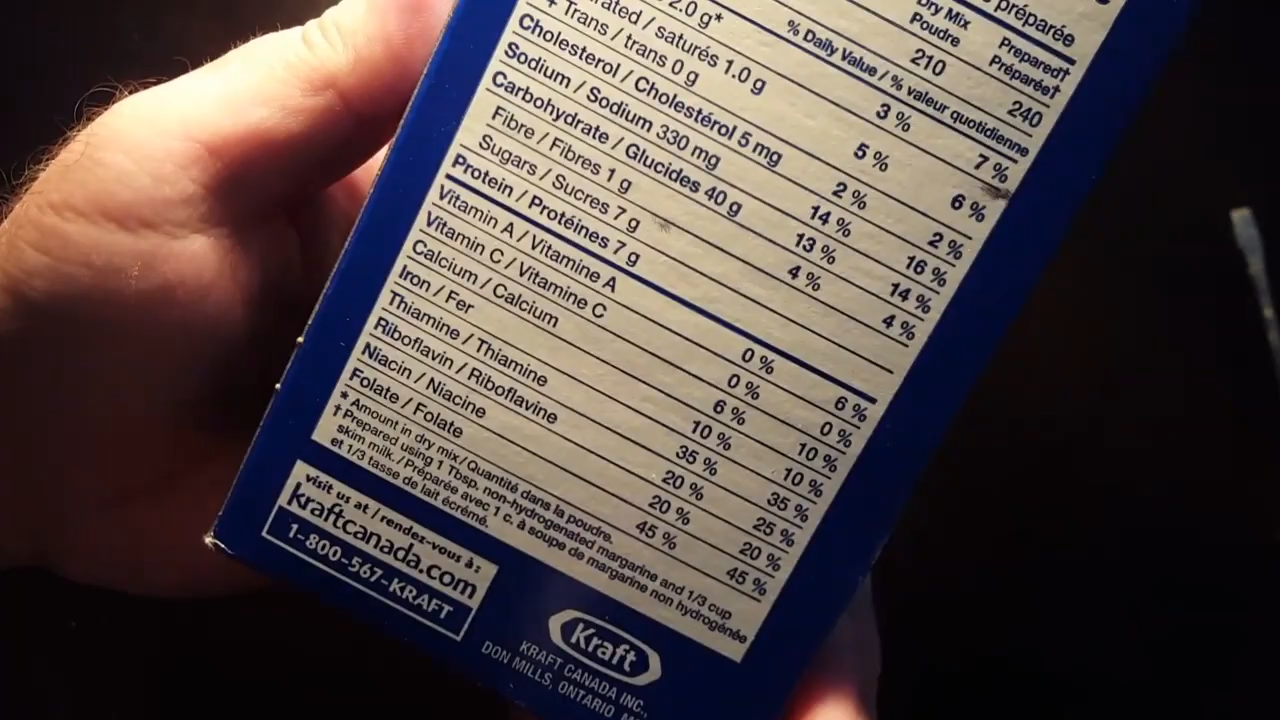 préparée
Dry Mix Prepared†
Poudre Préparée†
210 240
% Daily Value / % valeur quotidienne
2.0 g* 3 % 7 %
saturés 1.0 g
+ Trans / trans 0 g 5 % 6 %
Cholesterol / Cholestérol 5 mg 2 % 2 %
Sodium / Sodium 330 mg 14 % 16 %
Carbohydrate / Glucides 40 g 13 % 14 %
Fibre / Fibres 1 g 4 % 4 %
Sugars / Sucres 7 g
Protein / Protéines 7 g
Vitamin A / Vitamine A 0 % 6 %
Vitamin C / Vitamine C 0 % 0 %
Calcium / Calcium 6 % 10 %
Iron / Fer 10 % 10 %
Thiamine / Thiamine 35 % 35 %
Riboflavin / Riboflavine 20 % 25 %
Niacin / Niacine 20 % 20 %
Folate / Folate 45 % 45 %
* Amount in dry mix / Quantité dans la poudre.
† Prepared using 1 Tbsp. non-hydrogenated margarine and 1/3 cup
skim milk. / Préparée avec 1 c. à soupe de margarine non hydrogénée
et 1/3 tasse de lait écrémé.
visit us at / rendez-vous à:
kraftcanada.com
1-800-567-KRAFT
Kraft
KRAFT CANADA INC.,
DON MILLS, ONTARIO